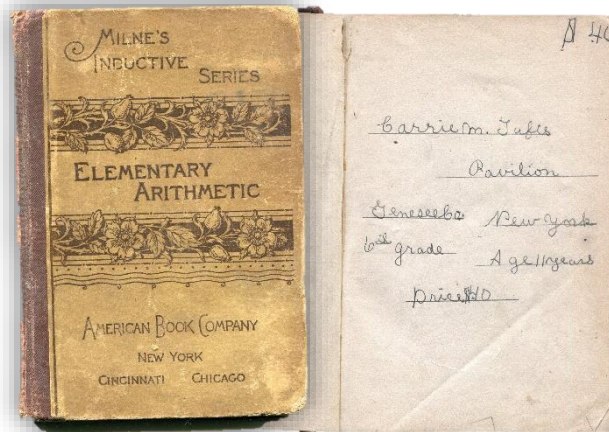 MILNE'S
INDUCTIVE
SERIES
ELEMENTARY
ARITHMETIC
AMERICAN BOOK COMPANY
NEW YORK
CINCINNATI CHICAGO
40
Carrie M. Tufts
Pavilion
Genesee Co New York
6th grade Age 11 years
Price 40